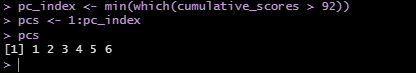 > pc_index <- min(which(cumulative_scores > 92))
> pcs <- 1:pc_index
> pcs
[1] 1 2 3 4 5 6
>